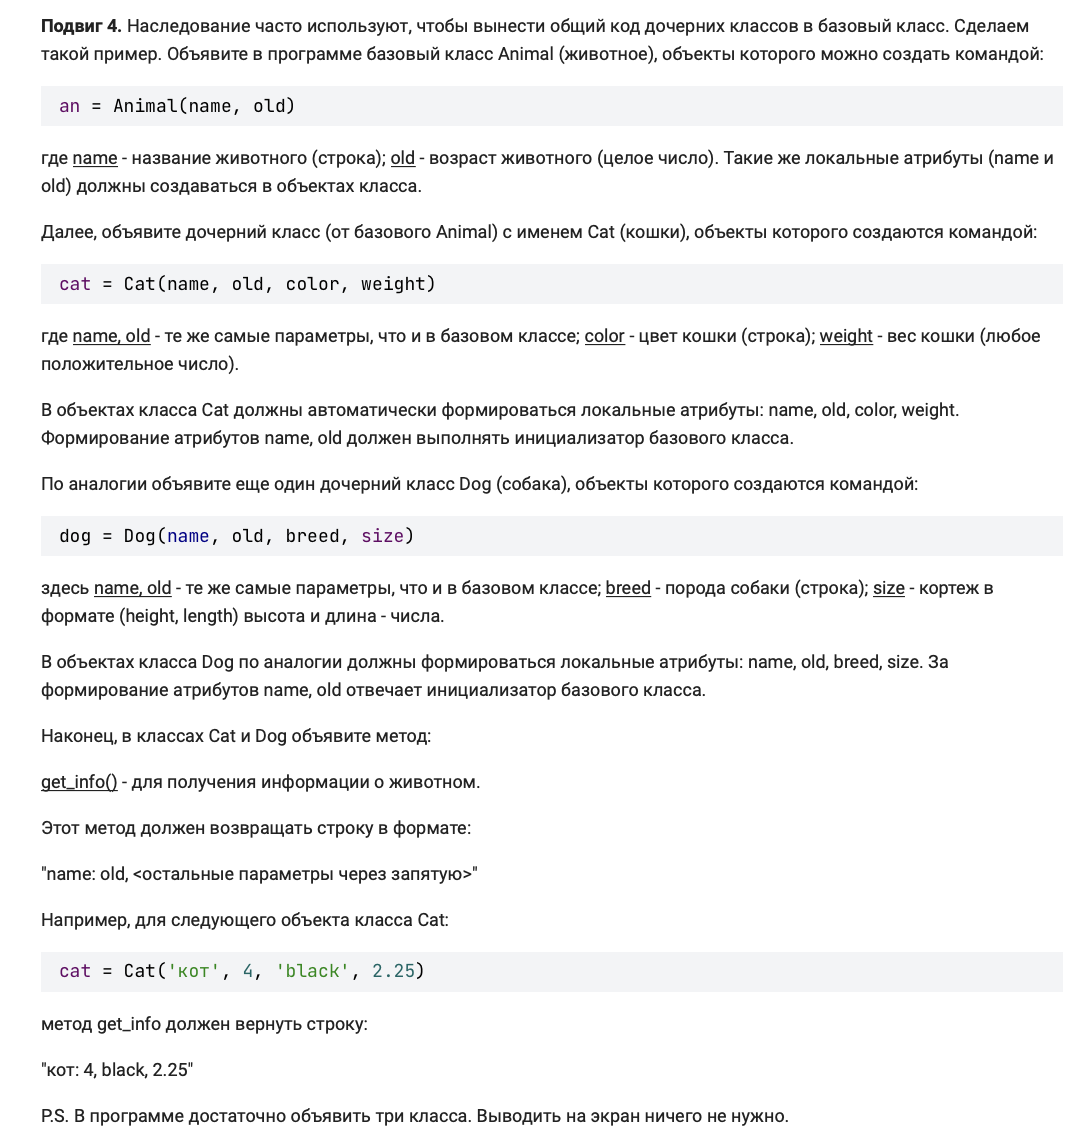 Подвиг 4. Наследование часто используют, чтобы вынести общий код дочерних классов в базовый класс. Сделаем
такой пример. Объявите в программе базовый класс Animal (животное), объекты которого можно создать командой:
an = Animal(name, old)
где name - название животного (строка); old - возраст животного (целое число). Такие же локальные атрибуты (name и
old) должны создаваться в объектах класса.
Далее, объявите дочерний класс (от базового Animal) с именем Cat (кошки), объекты которого создаются командой:
cat = Cat(name, old, color, weight)
где name, old - те же самые параметры, что и в базовом классе; color - цвет кошки (строка); weight - вес кошки (любое
положительное число).
В объектах класса Cat должны автоматически формироваться локальные атрибуты: name, old, color, weight.
Формирование атрибутов name, old должен выполнять инициализатор базового класса.
По аналогии объявите еще один дочерний класс Dog (собака), объекты которого создаются командой:
dog = Dog(name, old, breed, size)
здесь name, old - те же самые параметры, что и в базовом классе; breed - порода собаки (строка); size - кортеж в
формате (height, length) высота и длина - числа.
В объектах класса Dog по аналогии должны формироваться локальные атрибуты: name, old, breed, size. За
формирование атрибутов name, old отвечает инициализатор базового класса.
Наконец, в классах Cat и Dog объявите метод:
get_info() - для получения информации о животном.
Этот метод должен возвращать строку в формате:
"name: old, <остальные параметры через запятую>"
Например, для следующего объекта класса Cat:
cat = Cat('кот', 4, 'black', 2.25)
метод get_info должен вернуть строку:
"кот: 4, black, 2.25"
P.S. В программе достаточно объявить три класса. Выводить на экран ничего не нужно.